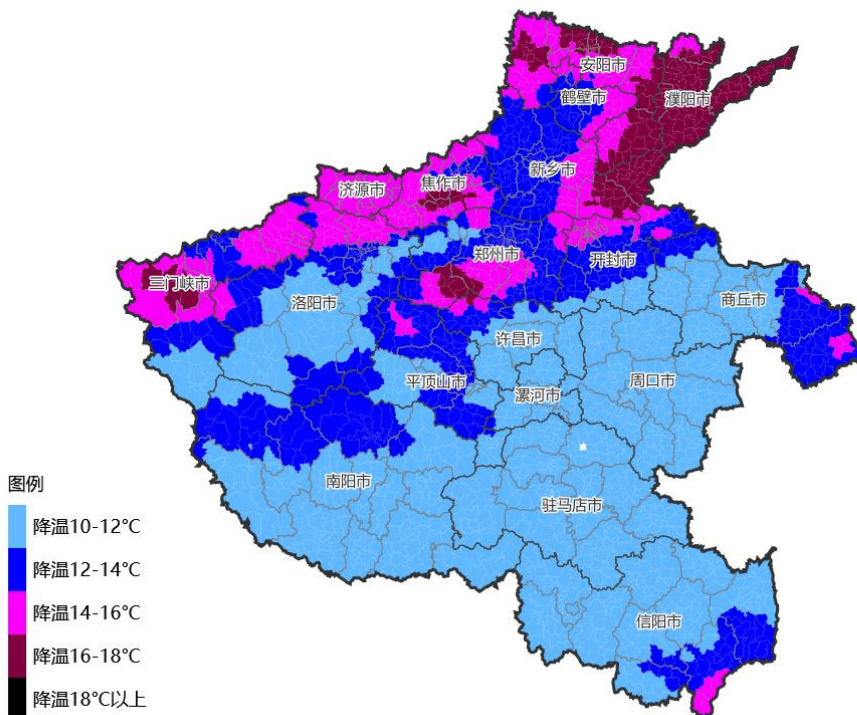 安阳市
鹤壁市
濮阳市
新乡市
焦作市
济源市
郑州市
开封市
三门峡市
洛阳市
商丘市
许昌市
平顶山市
漯河市
周口市
南阳市
驻马店市
信阳市
图例
降温10-12°C
降温12-14°C
降温14-16°C
降温16-18°C
降温18°C以上